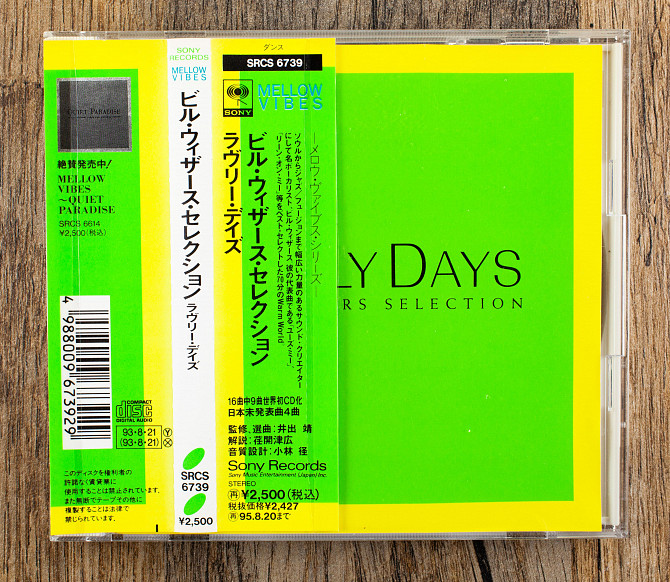 QUIET PARADISE
絶賛発売中!
MELLOW
VIBES
〜QUIET
PARADISE
SRCS 6614
¥2,500(税込)
4988009673929
COMPACT
disc
DIGITAL AUDIO
93・8・21
(93・8・21)
Y
X
このディスクを権利者の
許諾なく賃貸業に
使用することは禁止されています。
また無断でテープその他に
複製することは法律で
禁じられています。
SONY
RECORDS
MELLOW
VIBES
ビル・ウィザース・セレクション ラヴリー・デイズ
SRCS
6739
¥2,500
ダンス
SRCS 6739
SONY
MELLOW
VIBES
―メロウ・ヴァイブス・シリーズ―
ソウルからジャズ/フュージョンまで幅広い力量のあるサウンド・クリエイター
にして名ボーカリスト、ビル・ウィザース。彼の代表曲である「ユーズ・ミー」、
「リーン・オン・ミー」等をベスト・セレクトした70分のWarm World.
ビル・ウィザース・セレクション
ラヴリー・デイズ
16曲中9曲世界初CD化
日本未発表曲4曲
監修、選曲:井出 靖
解説:荏開津広
音質設計:小林 径
Sony Records
Sony Music Entertainment (Japan) Inc.
STEREO
再¥2,500(税込)
税抜価格¥2,427
再95.8.20まで
LY DAYS
RS SELECTION